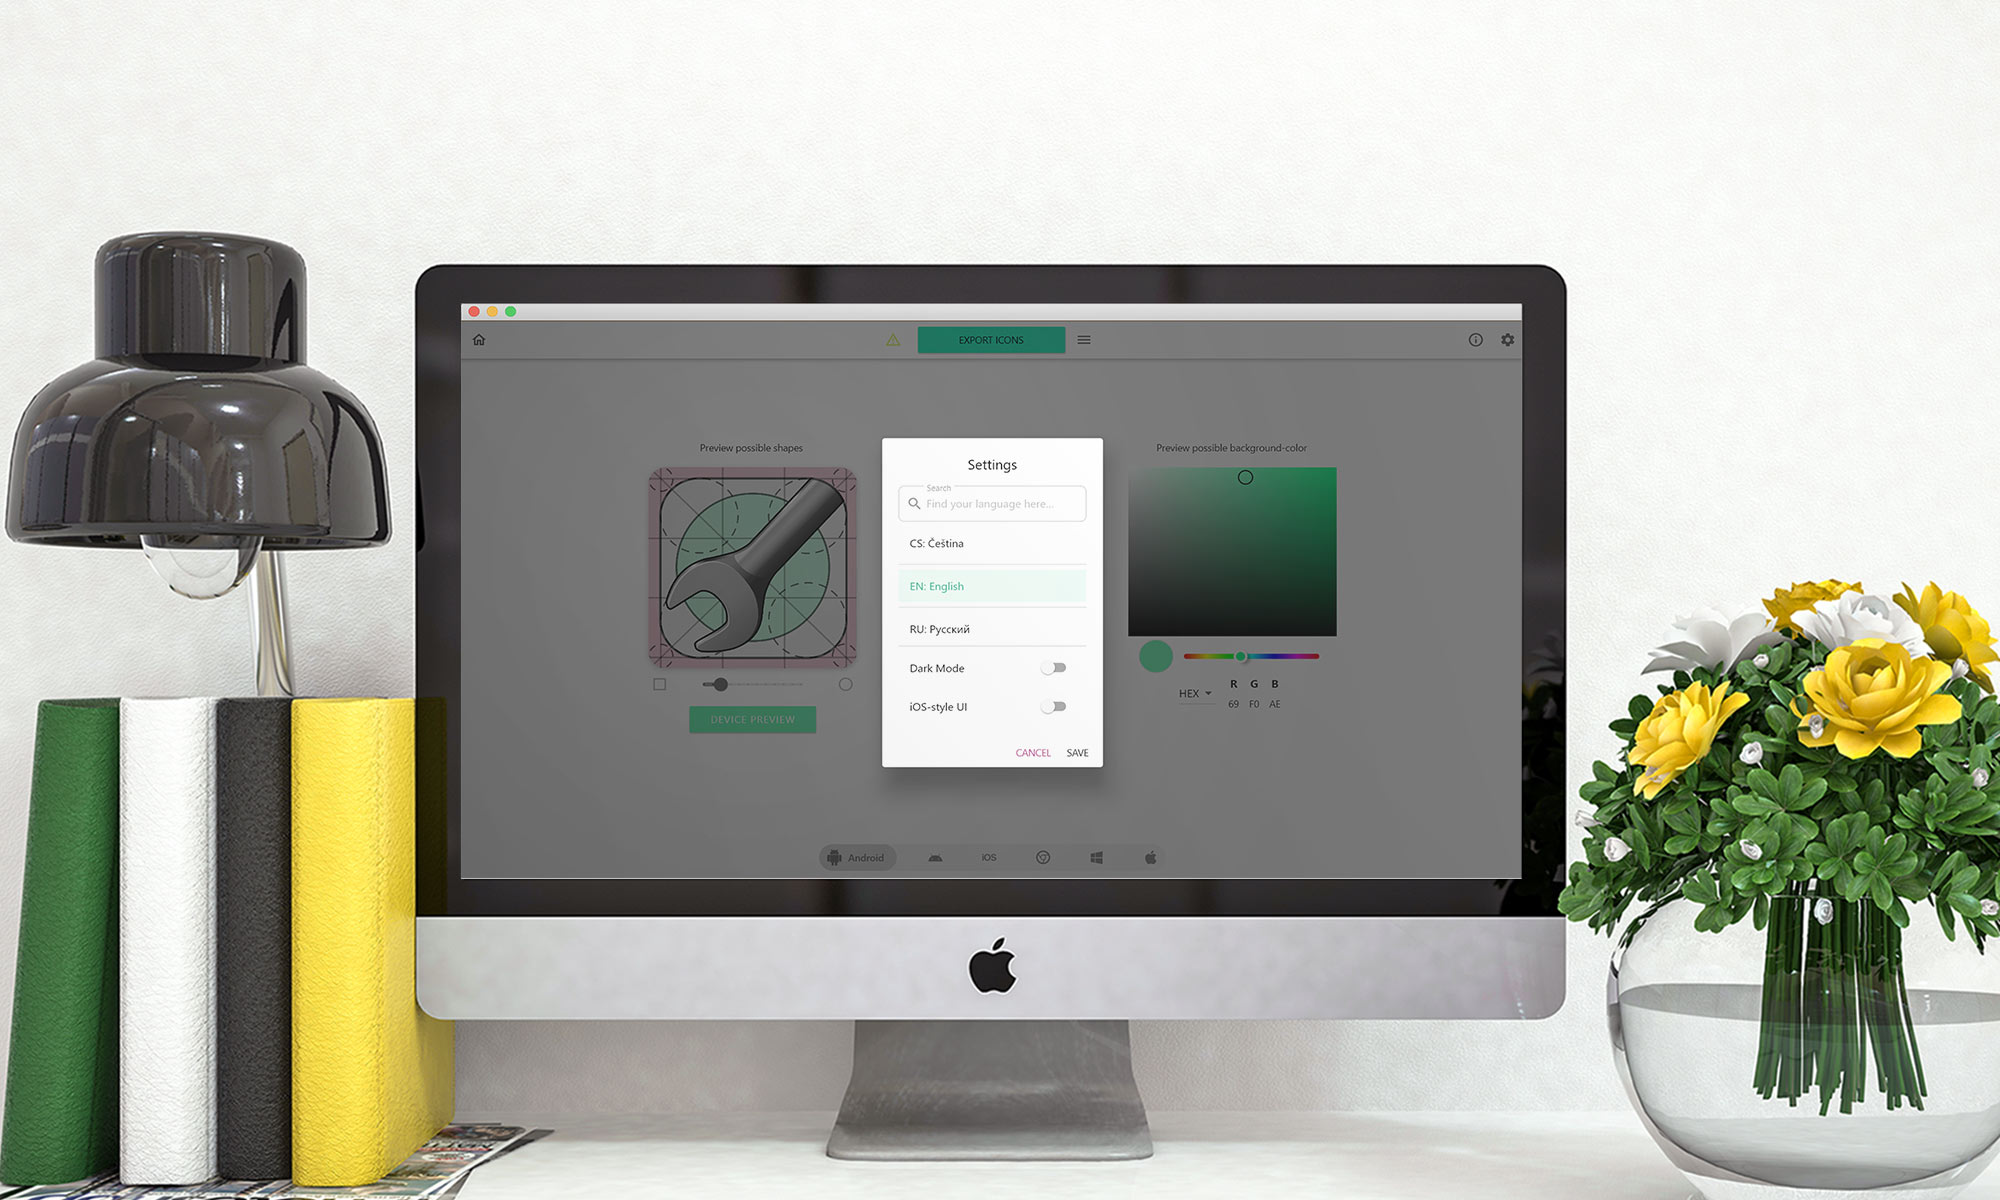 EXPORT ICONS
Preview possible shapes
Preview possible background-color
Settings
Search
Find your language here...
CS: Čeština
EN: English
RU: Русский
Dark Mode
iOS-style UI
CANCEL SAVE
DEVICE PREVIEW
HEX
R G B
69 F0 AE
Android
iOS